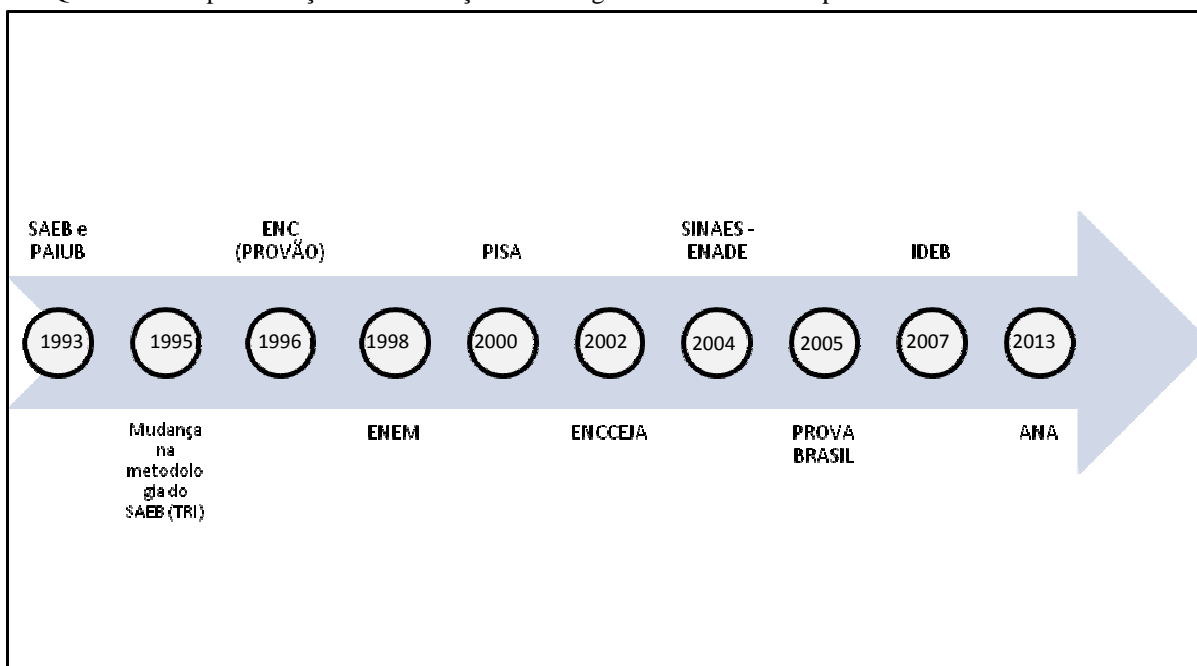 SAEB e
PAIUB
ENC
(PROVÃO)
PISA
SINAES -
ENADE
IDEB
1993
1995
1996
1998
2000
2002
2004
2005
2007
2013
Mudança
na
metodolo
gia do
SAEB (TRI)
ENEM
ENCCEJA
PROVA
BRASIL
ANA